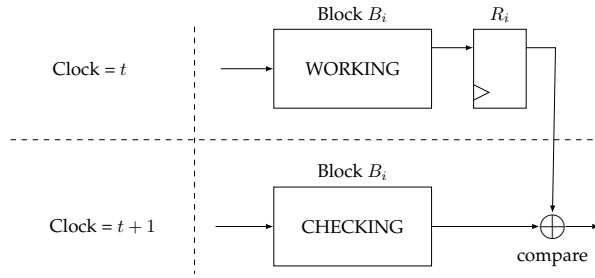 Block $B_i$
$R_i$
Clock = $t$
WORKING
Block $B_i$
Clock = $t + 1$
CHECKING
compare